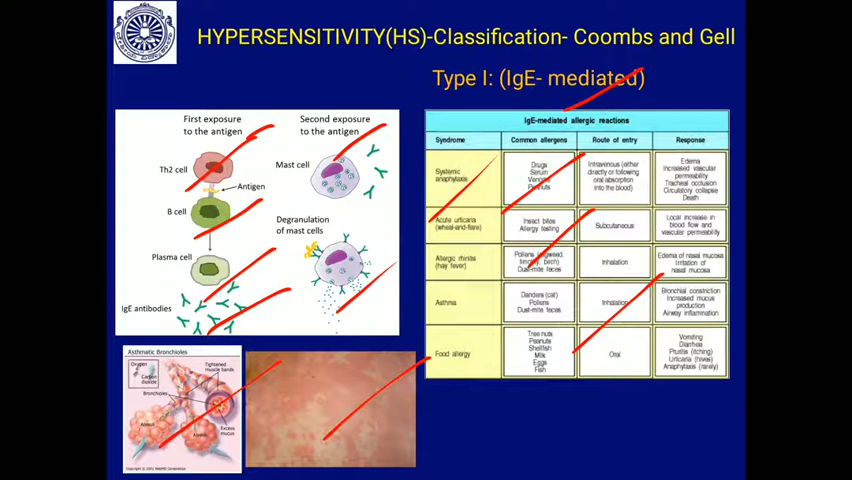 HYPERSENSITIVITY(HS)-Classification- Coombs and Gell
Type I: (IgE- mediated)
First exposure
to the antigen
Second exposure
to the antigen
Th2 cell
Mast cell
Antigen
B cell
Degranulation
of mast cells
Plasma cell
IgE antibodies
IgE-mediated allergic reactions
Syndrome
Common allergens
Route of entry
Response
Systemic
anaphylaxis
Drugs
Serum
Venoms
Peanuts
Intravenous (either
directly or following
oral absorption
into the blood)
Edema
Increased vascular
permeability
Tracheal occlusion
Circulatory collapse
Death
Acute urticaria
(wheal-and-flare)
Insect bites
Allergy testing
Subcutaneous
Local increase in
blood flow and
vascular permeability
Allergic rhinitis
(hay fever)
Pollens (ragweed,
timothy, birch)
Dust-mite feces
Inhalation
Edema of nasal mucosa
Irritation of
nasal mucosa
Asthma
Danders (cat)
Pollens
Dust-mite feces
Inhalation
Bronchial constriction
Increased mucus
production
Airway inflammation
Food allergy
Tree nuts
Peanuts
Shellfish
Milk
Eggs
Fish
Oral
Vomiting
Diarrhea
Pruritis (itching)
Urticaria (hives)
Anaphylaxis (rarely)
Asthmatic Bronchioles
Oxygen
Carbon
dioxide
Tightened
muscle bands
Bronchioles
Excess
mucus
Alveoli